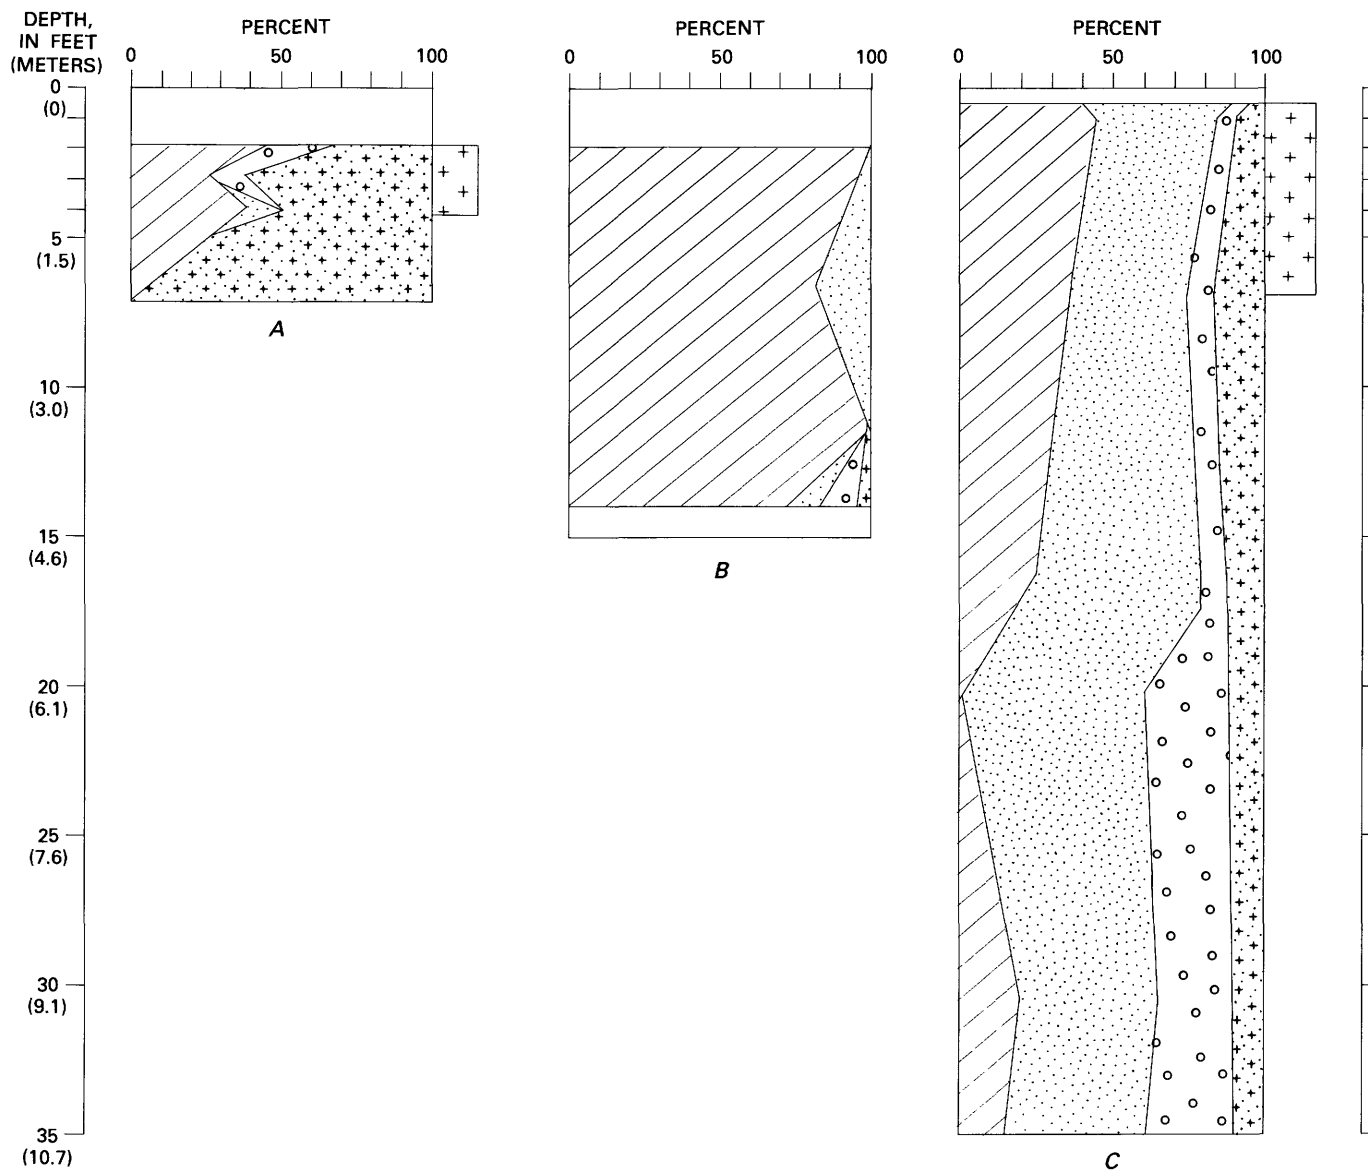 DEPTH,
IN FEET
(METERS)
PERCENT
0 50 100
PERCENT
0 50 100
PERCENT
0 50 100
0
(0)
5
(1.5)
10
(3.0)
15
(4.6)
20
(6.1)
25
(7.6)
30
(9.1)
35
(10.7)
A
B
C